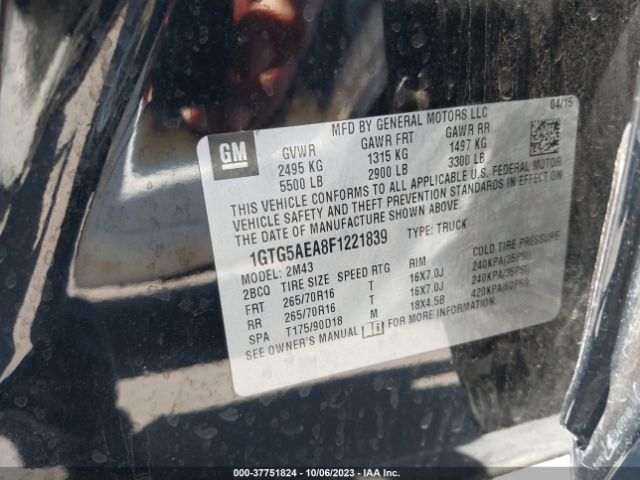 GM
MFD BY GENERAL MOTORS LLC
04/15
GVWR GAWR FRT GAWR RR
2495 KG 1315 KG 1497 KG
5500 LB 2900 LB 3300 LB
THIS VEHICLE CONFORMS TO ALL APPLICABLE U.S. FEDERAL MOTOR
VEHICLE SAFETY AND THEFT PREVENTION STANDARDS IN EFFECT ON
THE DATE OF MANUFACTURE SHOWN ABOVE.
1GTG5AEA8F1221839 TYPE: TRUCK
MODEL: 2M43
2BCQ TIRE SIZE SPEED RTG RIM COLD TIRE PRESSURE
FRT 265/70R16 T 16X7.0J 240KPA(35PSI)
RR 265/70R16 T 16X7.0J 240KPA(35PSI)
SPA T175/90D18 M 18X4.5B 420KPA(60PSI)
SEE OWNER'S MANUAL FOR MORE INFORMATION.
000-37751824 | 10/06/2023 | IAA Inc.